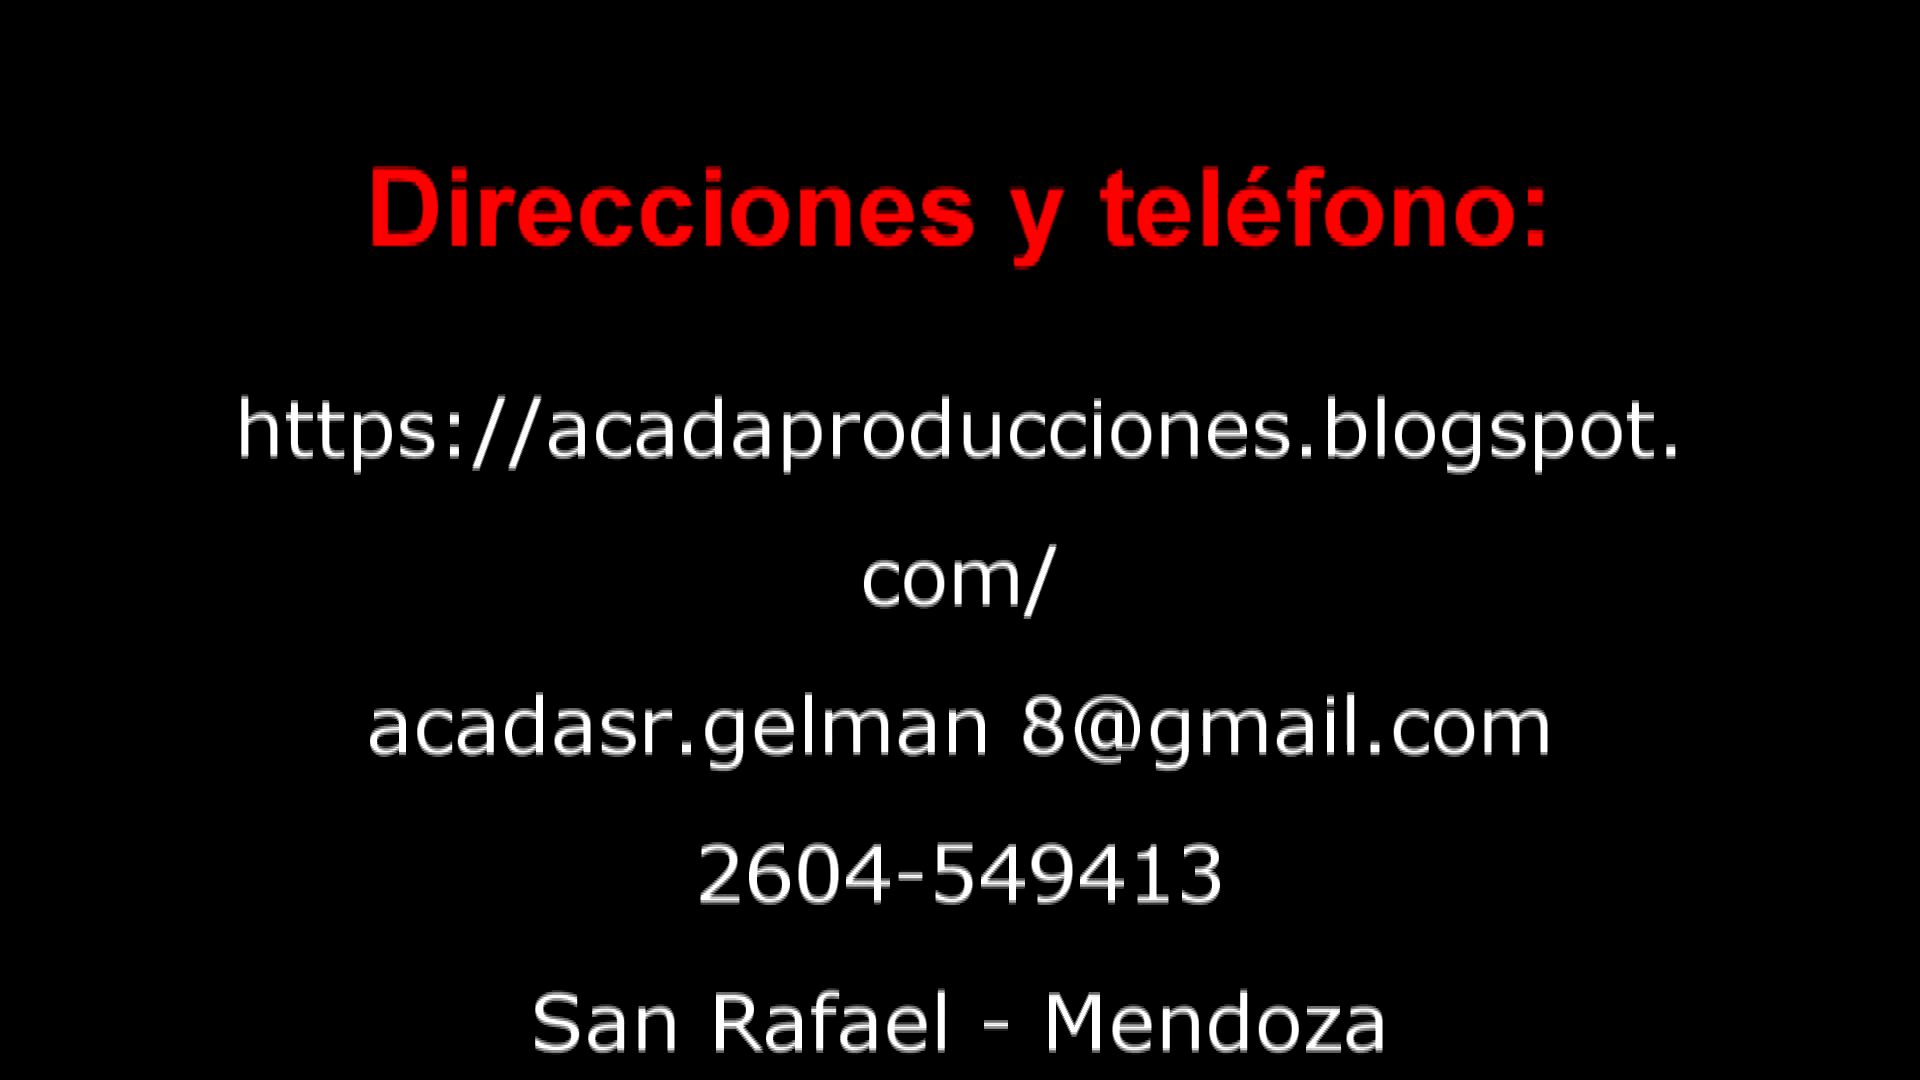 Direcciones y teléfono:
https://acadaproducciones.blogspot.
com/
acadasr.gelman 8@gmail.com
2604-549413
San Rafael - Mendoza